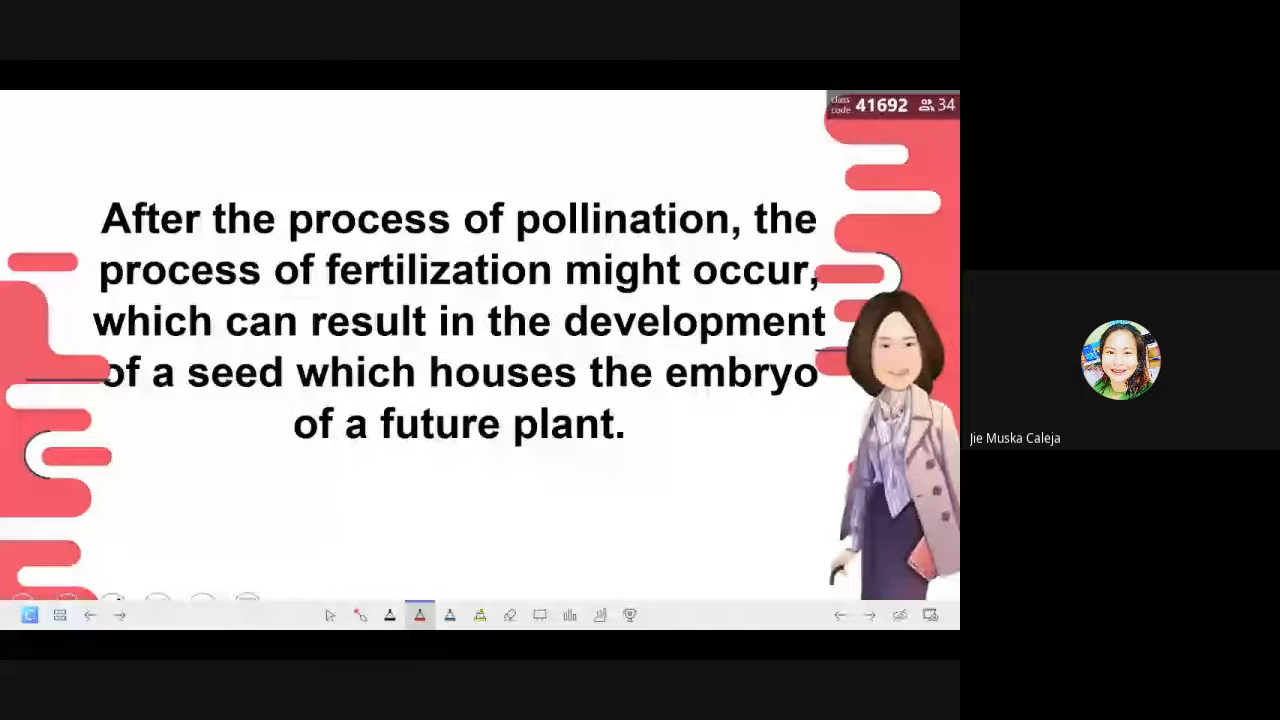 class
code 41692 34
After the process of pollination, the
process of fertilization might occur,
which can result in the development
of a seed which houses the embryo
of a future plant.
Jie Muska Caleja